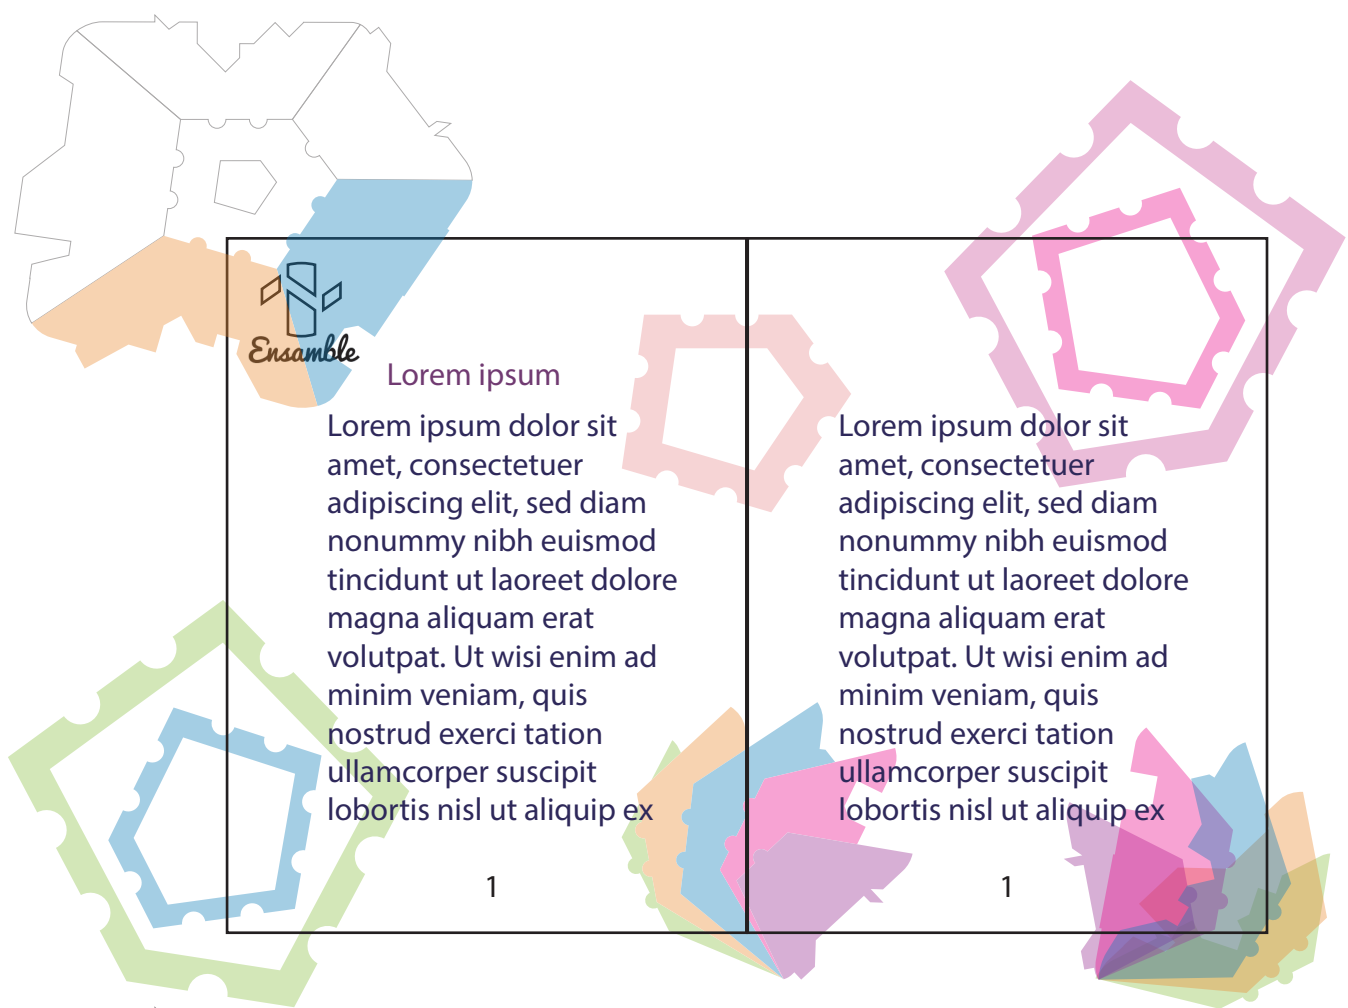 Ensamble
Lorem ipsum
Lorem ipsum dolor sit
amet, consectetuer
adipiscing elit, sed diam
nonummy nibh euismod
tincidunt ut laoreet dolore
magna aliquam erat
volutpat. Ut wisi enim ad
minim veniam, quis
nostrud exerci tation
ullamcorper suscipit
lobortis nisl ut aliquip ex
1
Lorem ipsum dolor sit
amet, consectetuer
adipiscing elit, sed diam
nonummy nibh euismod
tincidunt ut laoreet dolore
magna aliquam erat
volutpat. Ut wisi enim ad
minim veniam, quis
nostrud exerci tation
ullamcorper suscipit
lobortis nisl ut aliquip ex
1